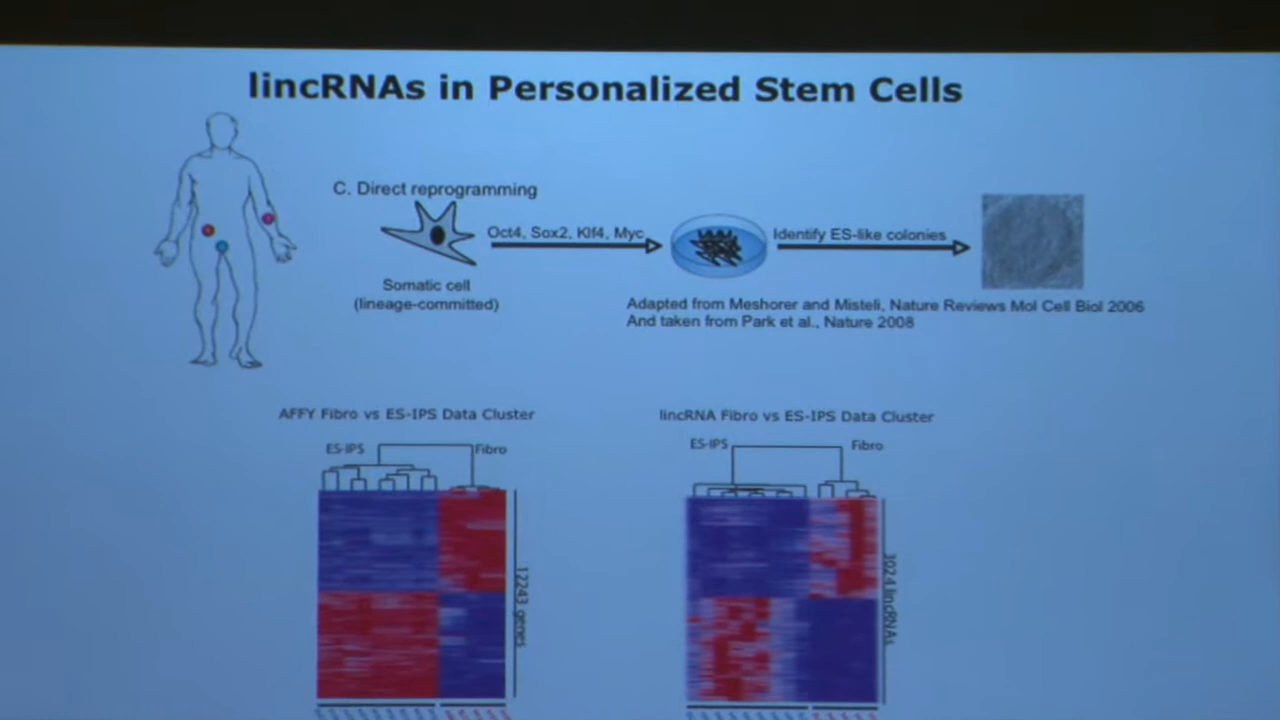 lincRNAs in Personalized Stem Cells
C. Direct reprogramming
Oct4, Sox2, Klf4, Myc
Identify ES-like colonies
Somatic cell
(lineage-committed)
Adapted from Meshorer and Misteli, Nature Reviews Mol Cell Biol 2006
And taken from Park et al., Nature 2008
AFFY Fibro vs ES-IPS Data Cluster
lincRNA Fibro vs ES-IPS Data Cluster
ES-IPS
Fibro
ES-IPS
Fibro
12243 genes
3024 lincRNAs